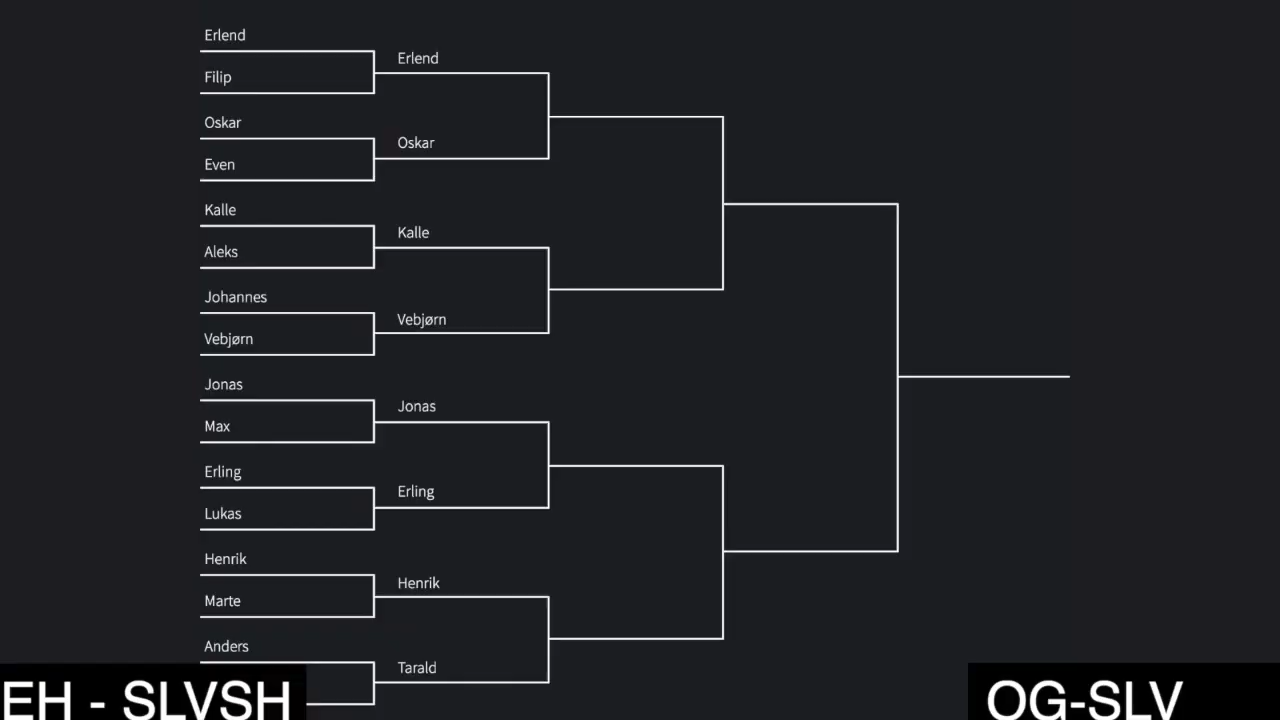 Erlend
Filip
Oskar
Even
Kalle
Aleks
Johannes
Vebjørn
Jonas
Max
Erling
Lukas
Henrik
Marte
Anders
Erlend
Oskar
Kalle
Vebjørn
Jonas
Erling
Henrik
Tarald
EH - SLVSH
OG-SLV